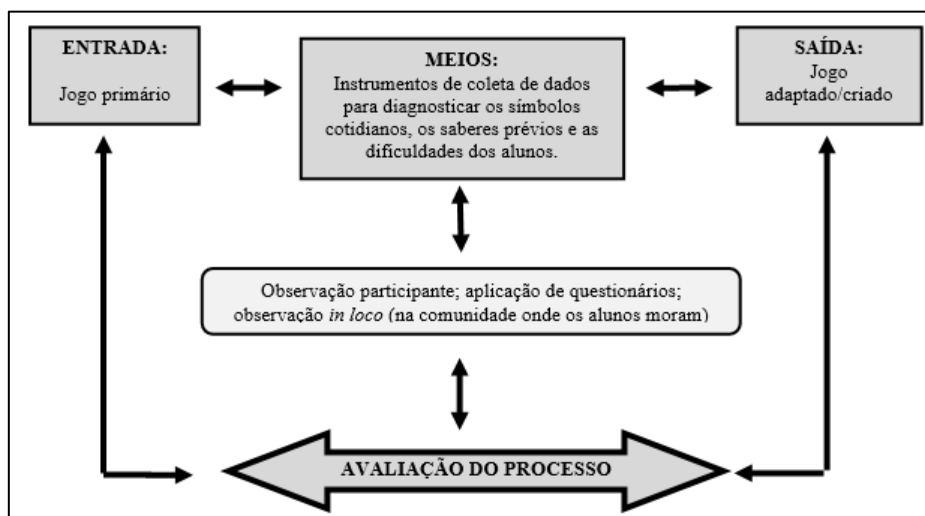 ENTRADA:
Jogo primário
MEIOS:
Instrumentos de coleta de dados
para diagnosticar os símbolos
cotidianos, os saberes prévios e as
dificuldades dos alunos.
SAÍDA:
Jogo
adaptado/criado
Observação participante; aplicação de questionários;
observação in loco (na comunidade onde os alunos moram)
AVALIAÇÃO DO PROCESSO